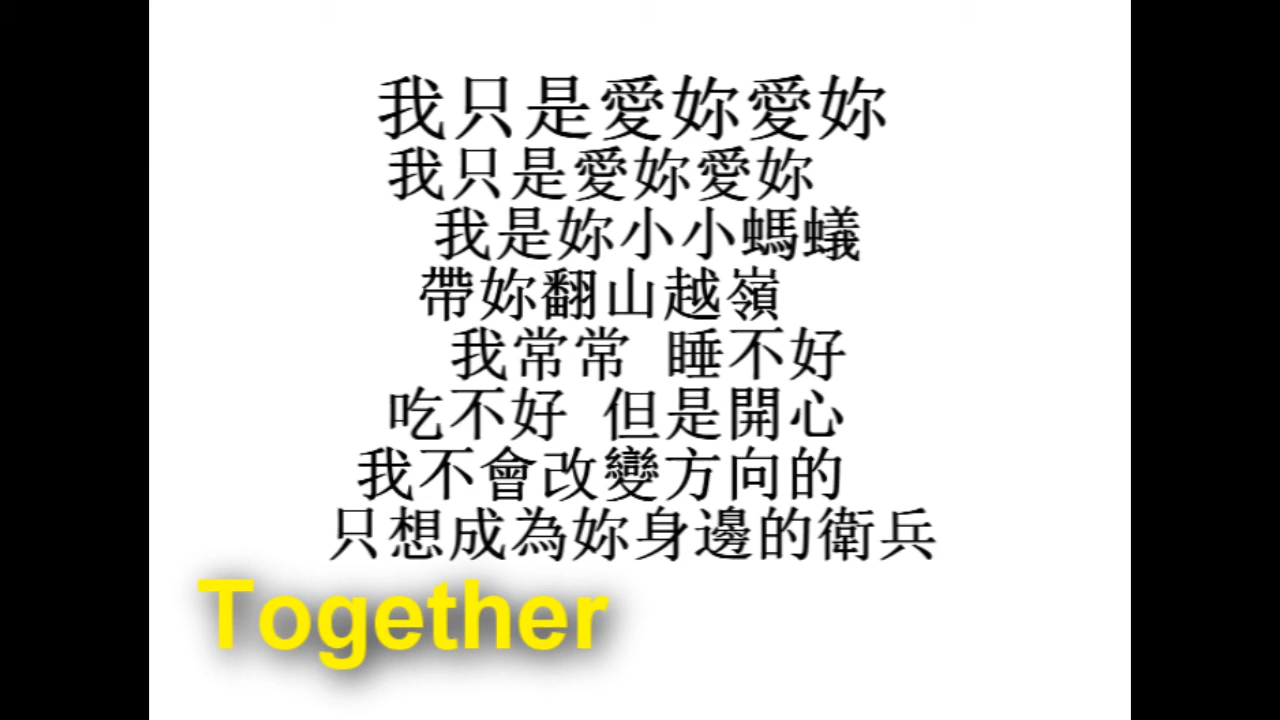 我只是愛妳愛妳
我只是愛妳愛妳
我是妳小小螞蟻
帶妳翻山越嶺
我常常 睡不好
吃不好 但是開心
我不會改變方向的
只想成為妳身邊的衛兵
Together